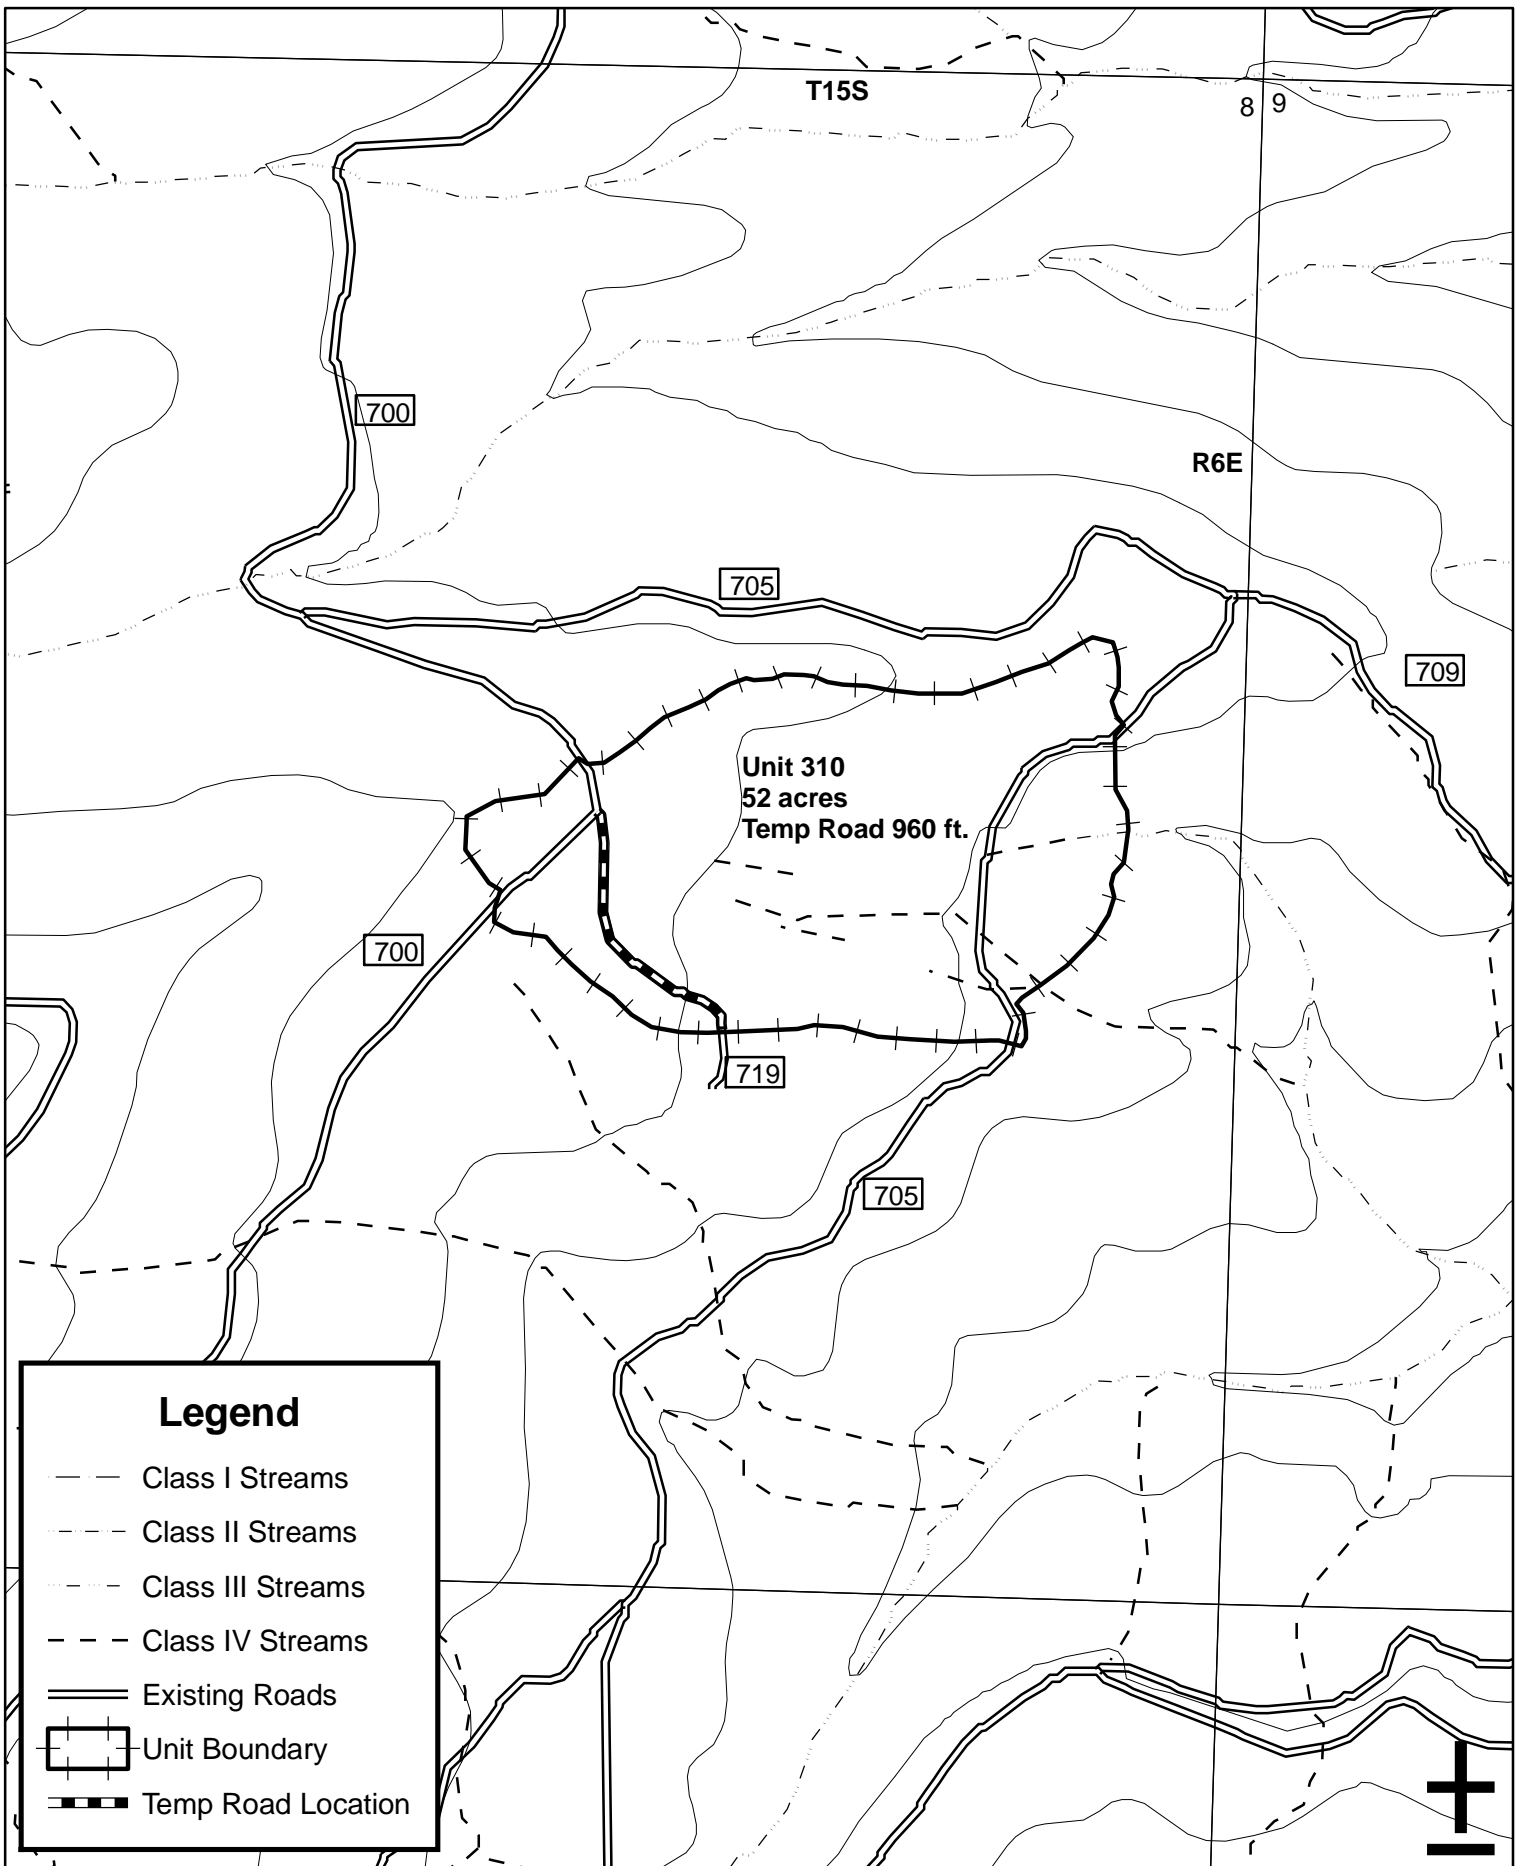 T15S
8 9
700
R6E
705
709
Unit 310
52 acres
Temp Road 960 ft.
700
719
705
Legend
Class I Streams
Class II Streams
Class III Streams
Class IV Streams
Existing Roads
Unit Boundary
Temp Road Location